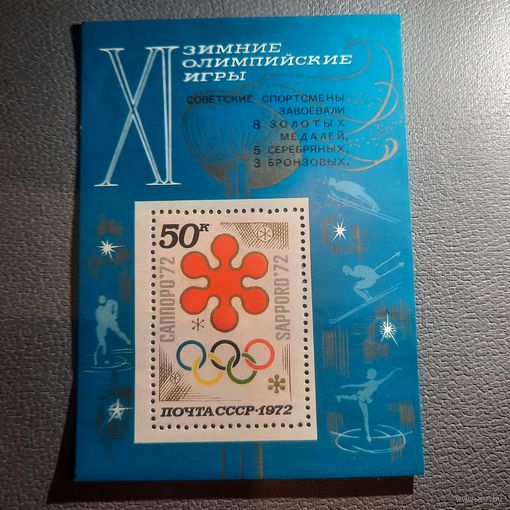 XI
ЗИМНИЕ
ОЛИМПИЙСКИЕ
ИГРЫ
СОВЕТСКИЕ СПОРТСМЕНЫ
ЗАВОЕВАЛИ
8 ЗОЛОТЫХ
МЕДАЛЕЙ,
5 СЕРЕБРЯНЫХ,
3 БРОНЗОВЫХ.
50 К
САППОРО'72
SAPPORO'72
ПОЧТА СССР·1972